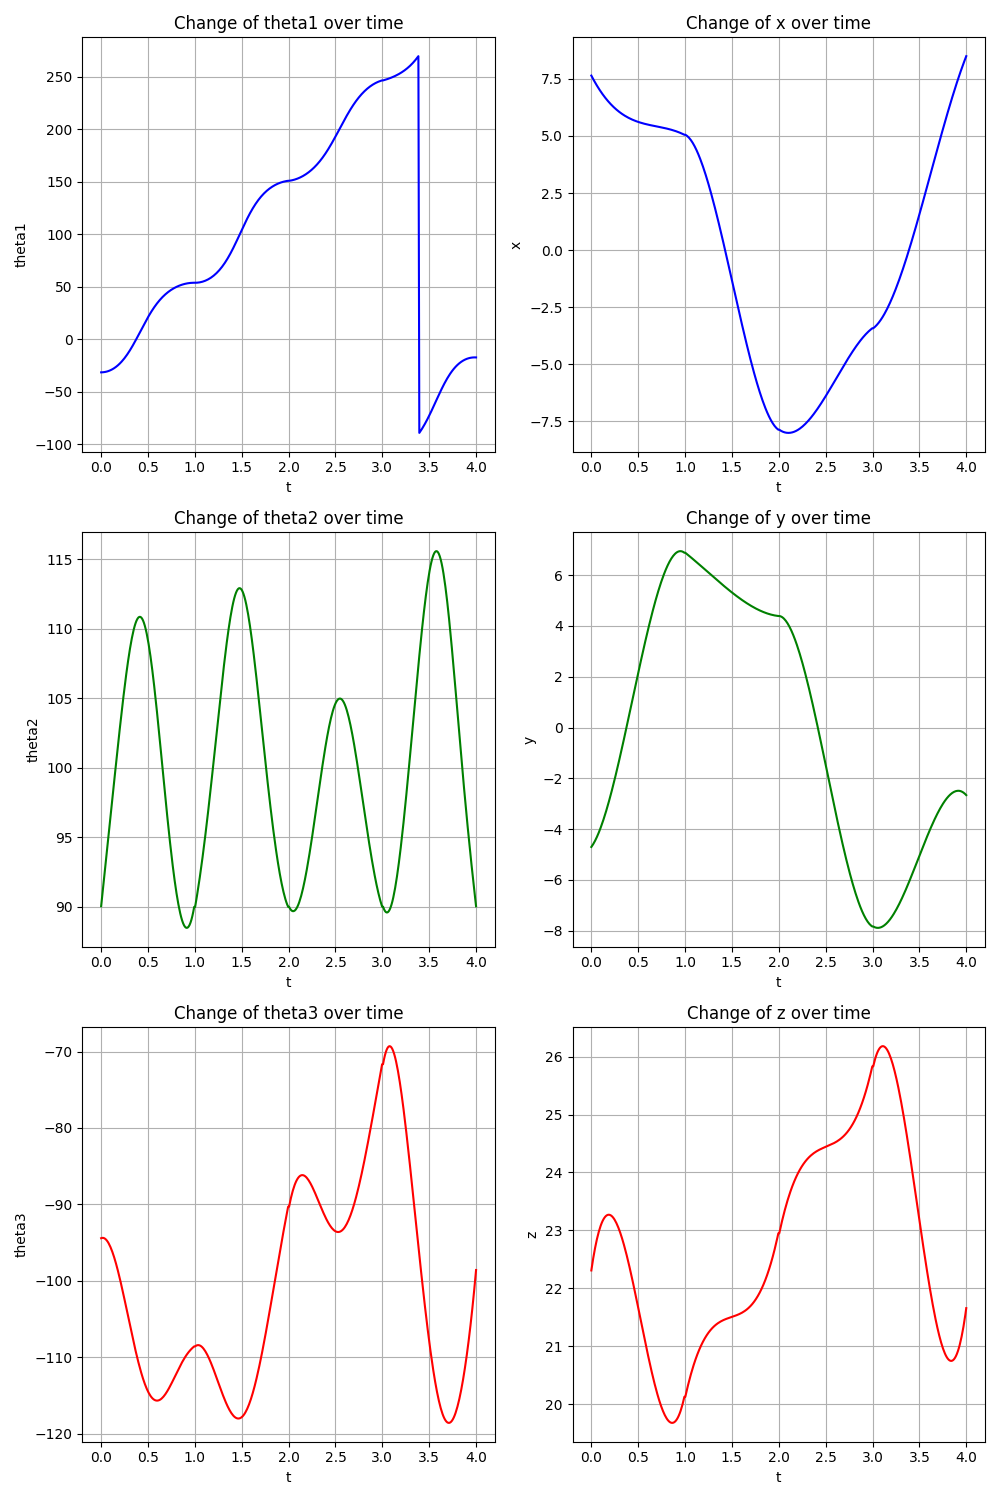 Change of theta1 over time
250
200
150
100
50
0
−50
−100
theta1
0.0 0.5 1.0 1.5 2.0 2.5 3.0 3.5 4.0
t
Change of x over time
7.5
5.0
2.5
0.0
−2.5
−5.0
−7.5
x
0.0 0.5 1.0 1.5 2.0 2.5 3.0 3.5 4.0
t
Change of theta2 over time
115
110
105
100
95
90
theta2
0.0 0.5 1.0 1.5 2.0 2.5 3.0 3.5 4.0
t
Change of y over time
6
4
2
0
−2
−4
−6
−8
y
0.0 0.5 1.0 1.5 2.0 2.5 3.0 3.5 4.0
t
Change of theta3 over time
−70
−80
−90
−100
−110
−120
theta3
0.0 0.5 1.0 1.5 2.0 2.5 3.0 3.5 4.0
t
Change of z over time
26
25
24
23
22
21
20
z
0.0 0.5 1.0 1.5 2.0 2.5 3.0 3.5 4.0
t